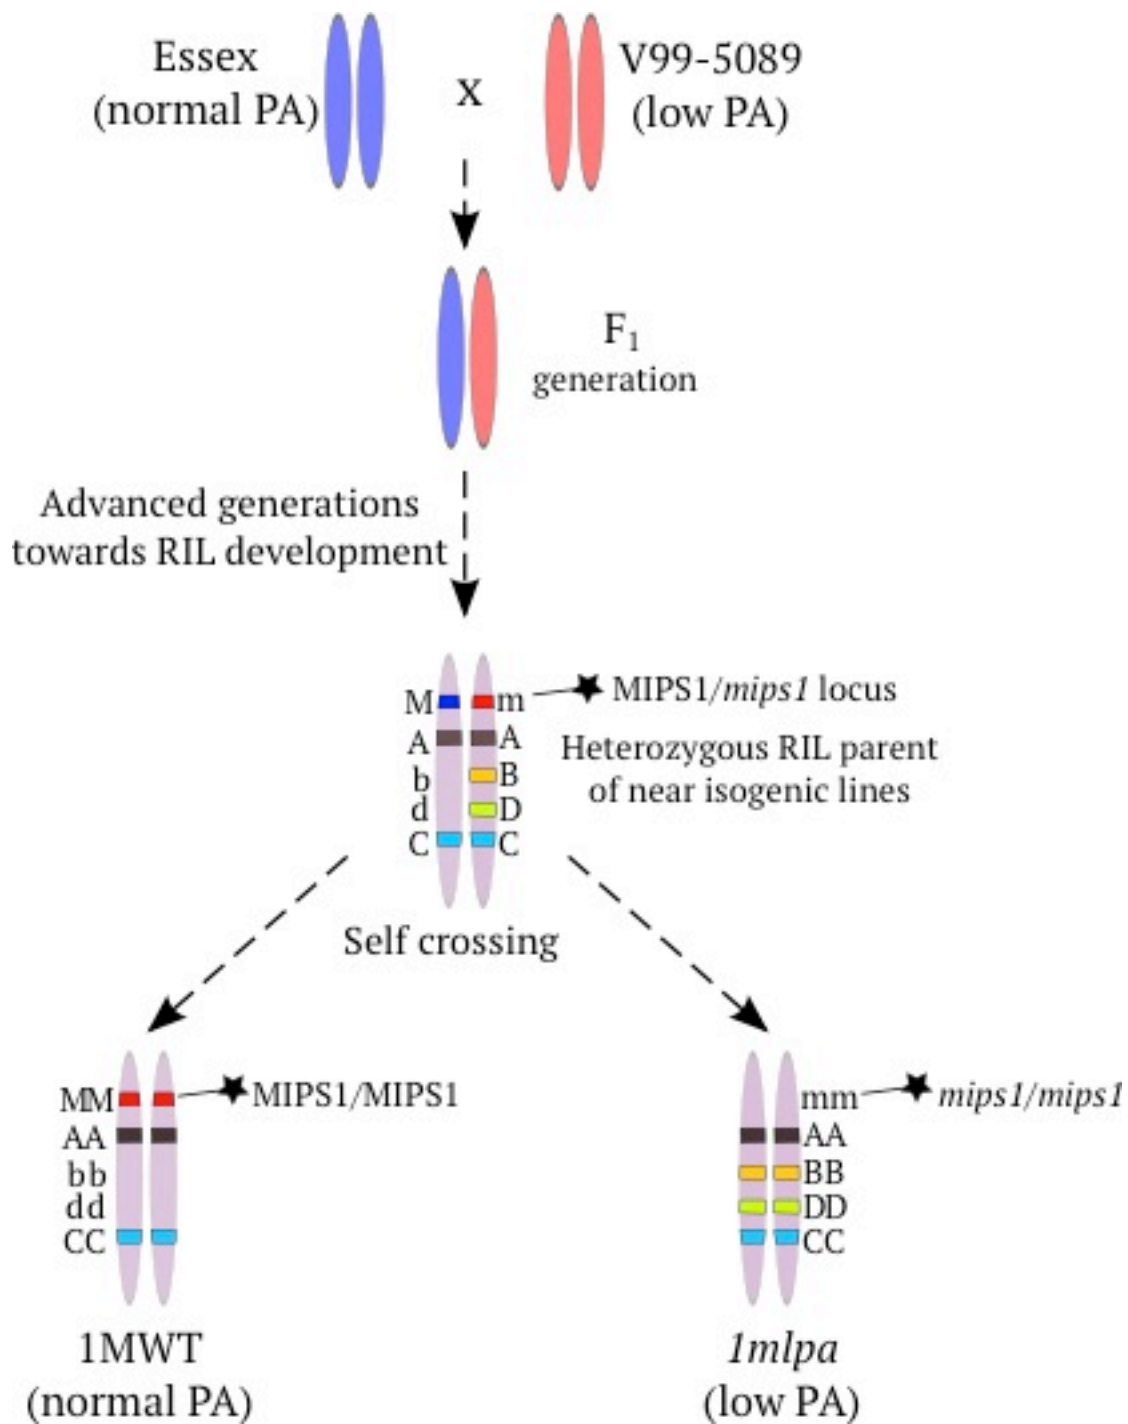 Essex
(normal PA)
x
V99-5089
(low PA)
F₁
generation
Advanced generations
towards RIL development
M m MIPS1/mips1 locus
A A
b B
d D
C C
Heterozygous RIL parent
of near isogenic lines
Self crossing
MM MIPS1/MIPS1
AA
bb
dd
CC
1MWT
(normal PA)
mm mips1/mips1
AA
BB
DD
CC
1mlpa
(low PA)